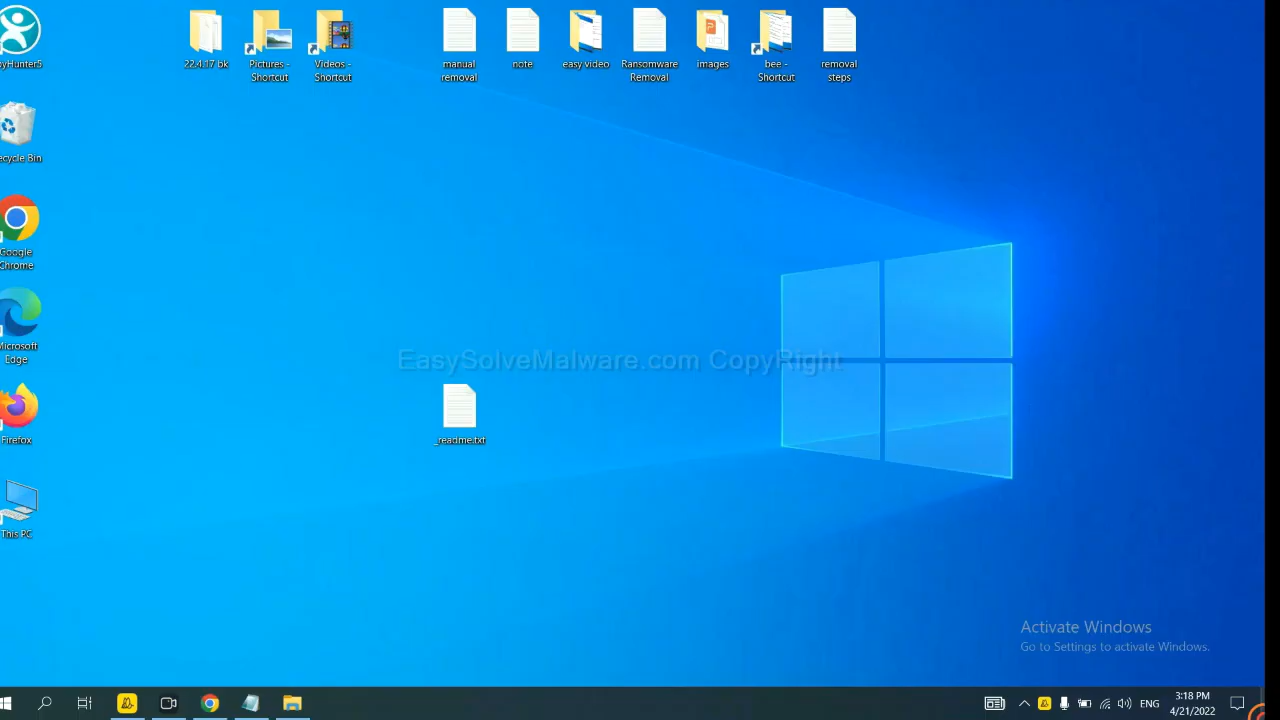 yHunter5
22.4.17 bk
Pictures -
Shortcut
Videos -
Shortcut
manual
removal
note
easy video
Ransomware
Removal
images
bee -
Shortcut
removal
steps
ecycle Bin
Google
Chrome
Microsoft
Edge
Firefox
This PC
EasySolveMalware.com CopyRight
_readme.txt
Activate Windows
Go to Settings to activate Windows.
ENG
3:18 PM
4/21/2022